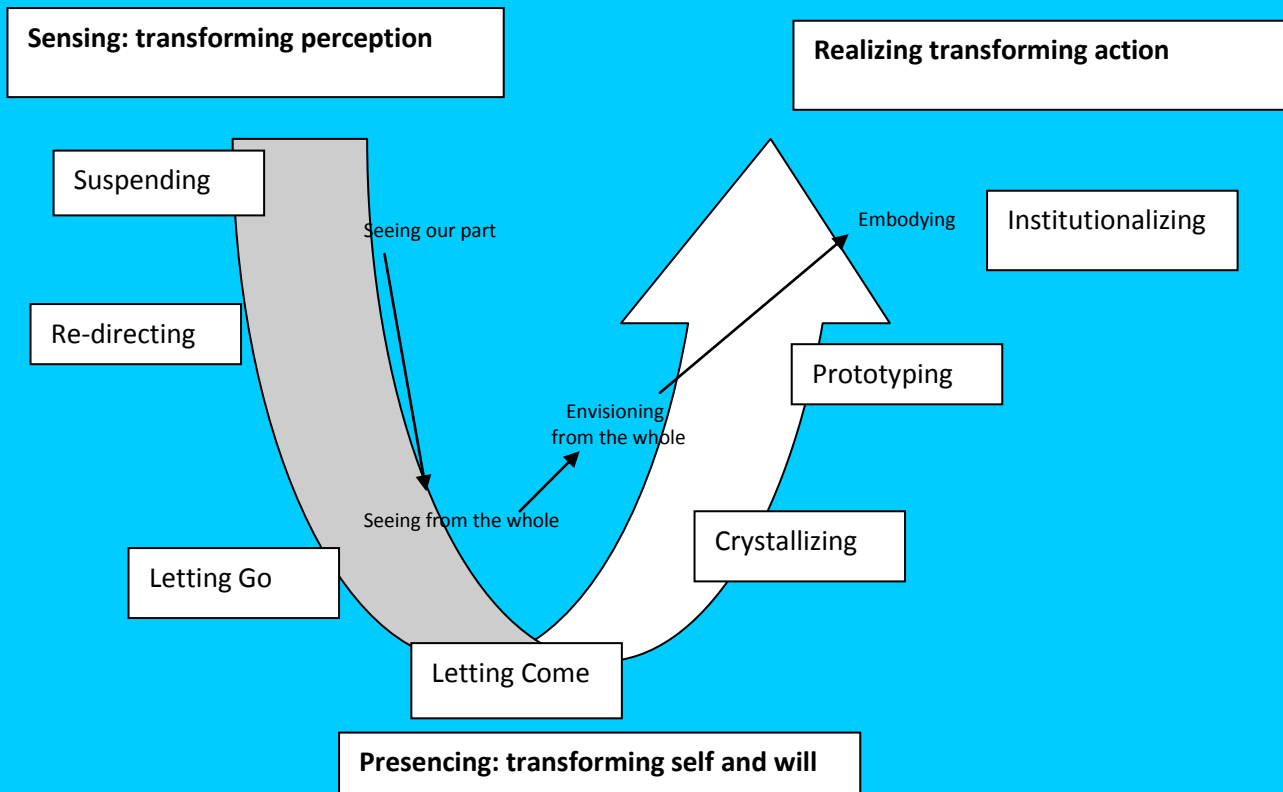 Sensing: transforming perception
Realizing transforming action
Suspending
Seeing our part
Embodying
Institutionalizing
Re-directing
Prototyping
Envisioning
from the whole
Seeing from the whole
Crystallizing
Letting Go
Letting Come
Presencing: transforming self and will